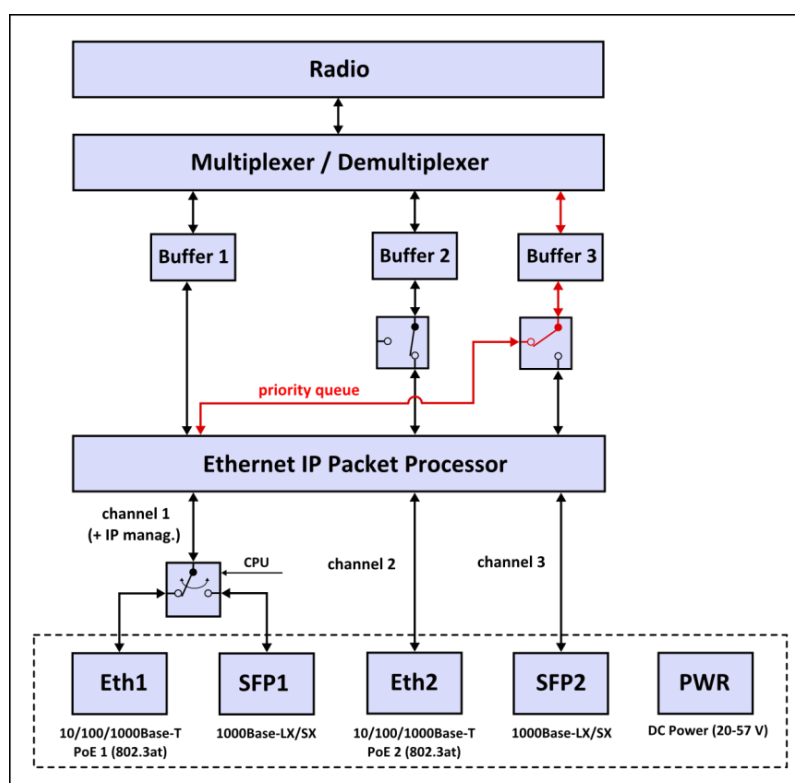 Radio
Multiplexer / Demultiplexer
Buffer 1
Buffer 2
Buffer 3
priority queue
Ethernet IP Packet Processor
channel 1
(+ IP manag.)
CPU
channel 2
channel 3
Eth1
SFP1
Eth2
SFP2
PWR
10/100/1000Base-T
PoE 1 (802.3at)
1000Base-LX/SX
10/100/1000Base-T
PoE 2 (802.3at)
1000Base-LX/SX
DC Power (20-57 V)